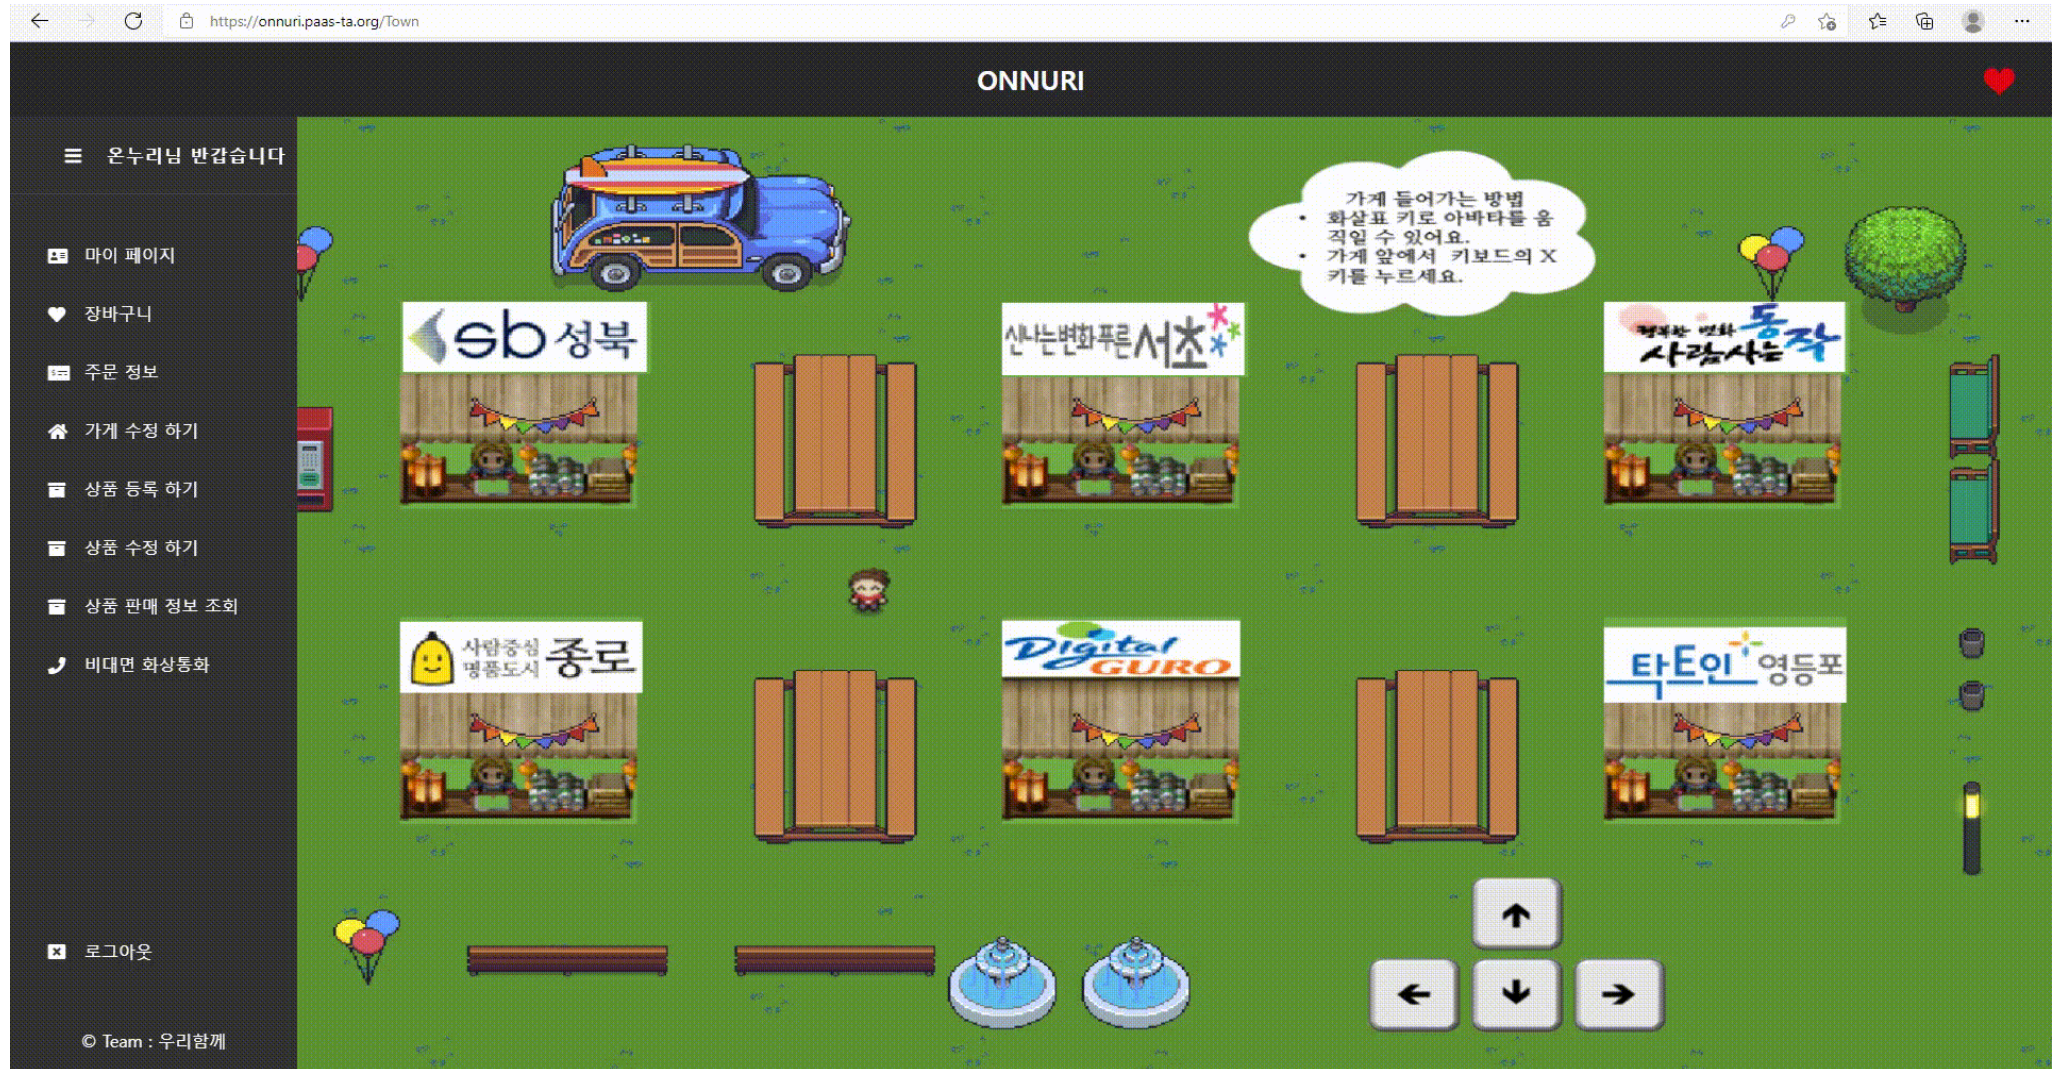 https://onnuri.paas-ta.org/Town
ONNURI
온누리님 반갑습니다
마이 페이지
장바구니
주문 정보
가게 수정 하기
상품 등록 하기
상품 수정 하기
상품 판매 정보 조회
비대면 화상통화
로그아웃
© Team : 우리함께
가게 들어가는 방법
• 화살표 키로 아바타를 움
직일 수 있어요.
• 가게 앞에서 키보드의 X
키를 누르세요.
sb 성북
신나는변화푸른서초
행복한 변화
사람사는 동작
사람중심
명품도시 종로
Digital
GURO
탁트인 영등포